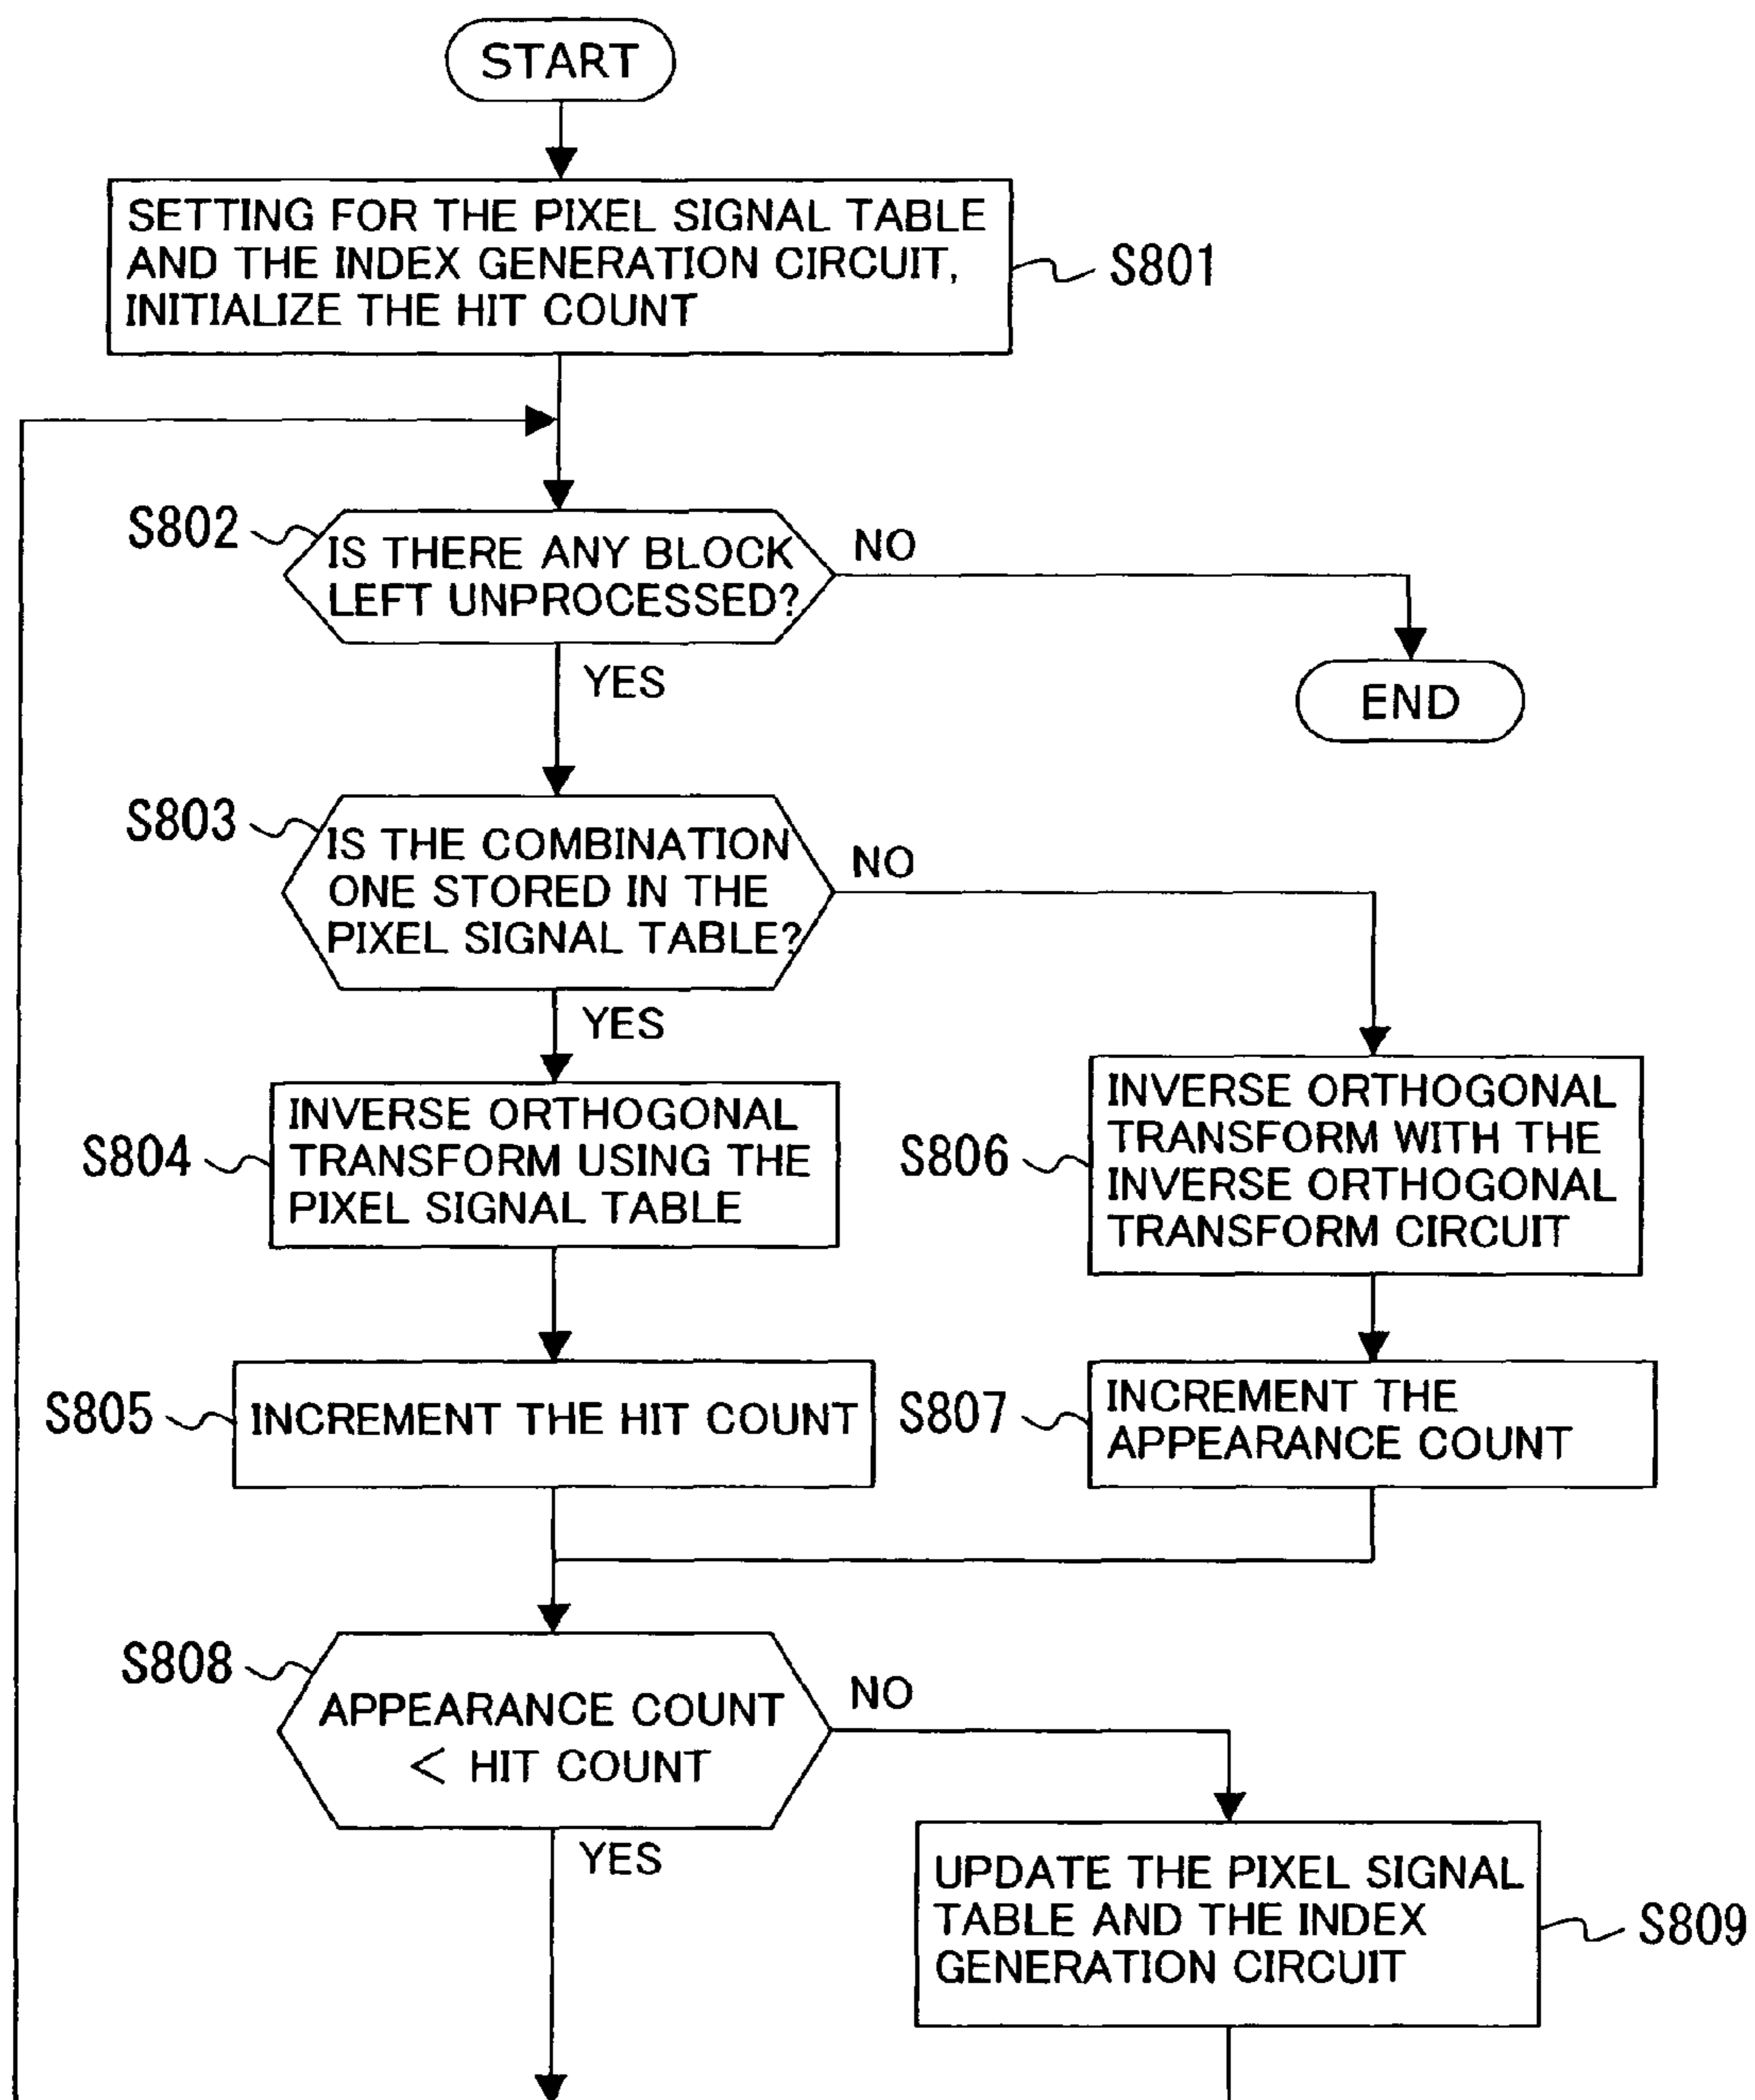 START
SETTING FOR THE PIXEL SIGNAL TABLE
AND THE INDEX GENERATION CIRCUIT,
INITIALIZE THE HIT COUNT
S801
S802
IS THERE ANY BLOCK
LEFT UNPROCESSED?
NO
YES
END
S803
IS THE COMBINATION
ONE STORED IN THE
PIXEL SIGNAL TABLE?
NO
YES
S804
INVERSE ORTHOGONAL
TRANSFORM USING THE
PIXEL SIGNAL TABLE
S806
INVERSE ORTHOGONAL
TRANSFORM WITH THE
INVERSE ORTHOGONAL
TRANSFORM CIRCUIT
S805
INCREMENT THE HIT COUNT
S807
INCREMENT THE
APPEARANCE COUNT
S808
APPEARANCE COUNT
< HIT COUNT
NO
YES
UPDATE THE PIXEL SIGNAL
TABLE AND THE INDEX
GENERATION CIRCUIT
S809